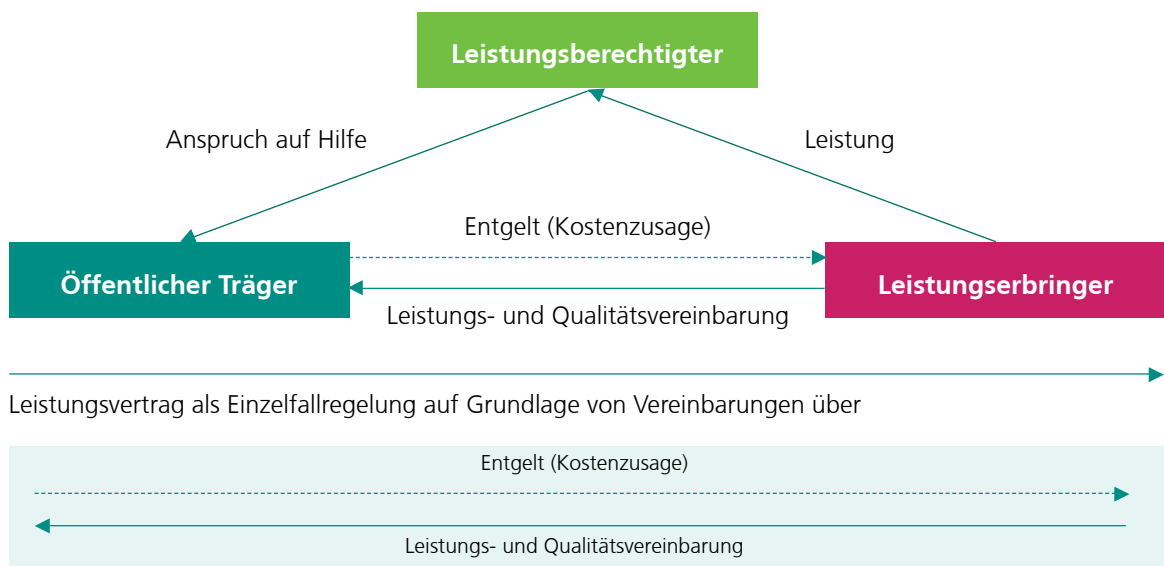 Leistungsberechtigter
Anspruch auf Hilfe
Leistung
Entgelt (Kostenzusage)
Öffentlicher Träger
Leistungserbringer
Leistungs- und Qualitätsvereinbarung
Leistungsvertrag als Einzelfallregelung auf Grundlage von Vereinbarungen über
Entgelt (Kostenzusage)
Leistungs- und Qualitätsvereinbarung